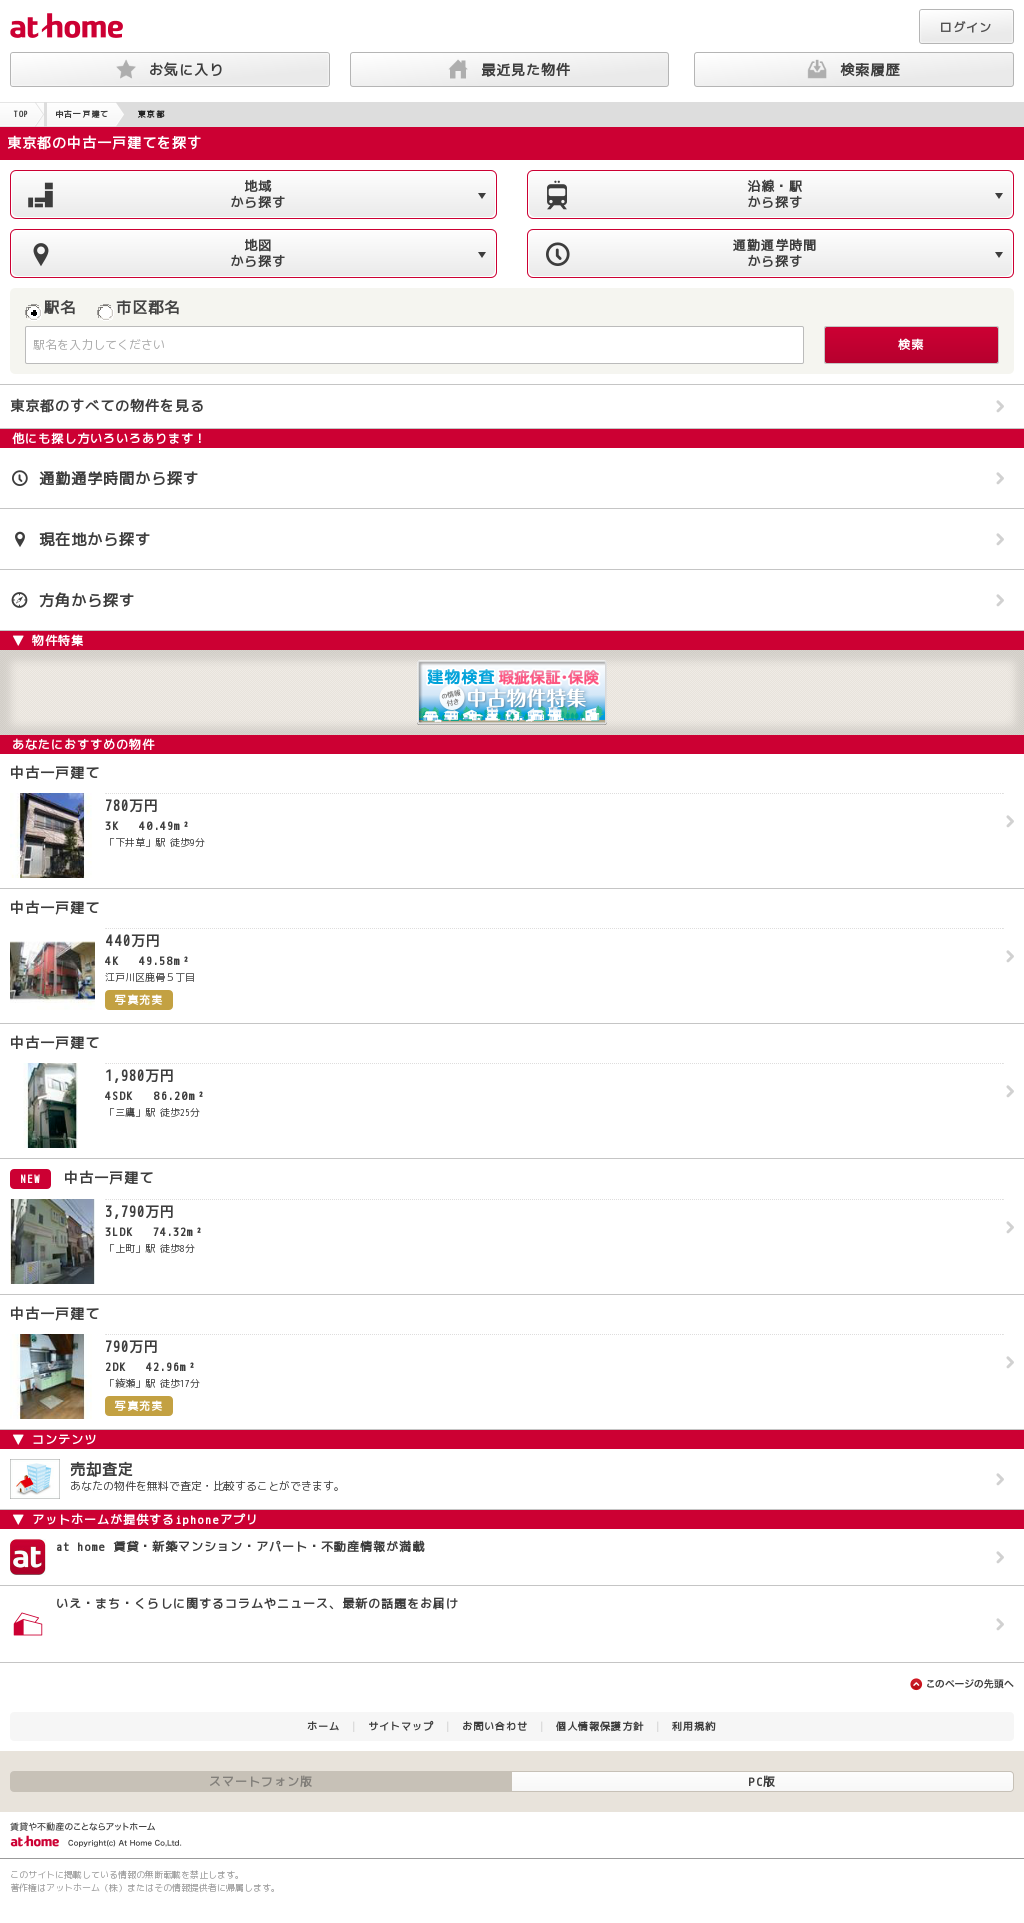 at home
ログイン
お気に入り
最近見た物件
検索履歴
TOP
中古一戸建て
東京都
東京都の中古一戸建てを探す
地域
から探す
沿線・駅
から探す
地図
から探す
通勤通学時間
から探す
駅名
市区郡名
駅名を入力してください
検索
東京都のすべての物件を見る
他にも探し方いろいろあります！
通勤通学時間から探す
現在地から探す
方角から探す
▼ 物件特集
建物検査 瑕疵保証・保険
の情報
付き
中古物件特集
あなたにおすすめの物件
中古一戸建て
780万円
3K 40.49m²
「下井草」駅 徒歩9分
中古一戸建て
440万円
4K 49.58m²
江戸川区鹿骨５丁目
写真充実
中古一戸建て
1,980万円
4SDK 86.20m²
「三鷹」駅 徒歩25分
NEW 中古一戸建て
3,790万円
3LDK 74.32m²
「上町」駅 徒歩8分
中古一戸建て
790万円
2DK 42.96m²
「綾瀬」駅 徒歩17分
写真充実
▼ コンテンツ
売却査定
あなたの物件を無料で査定・比較することができます。
▼ アットホームが提供するiphoneアプリ
at
at home 賃貸・新築マンション・アパート・不動産情報が満載
いえ・まち・くらしに関するコラムやニュース、最新の話題をお届け
このページの先頭へ
ホーム ｜ サイトマップ ｜ お問い合わせ ｜ 個人情報保護方針 ｜ 利用規約
スマートフォン版
PC版
賃貸や不動産のことならアットホーム
at home Copyright(c) At Home Co.,Ltd.
このサイトに掲載している情報の無断転載を禁止します。
著作権はアットホーム（株）またはその情報提供者に帰属します。